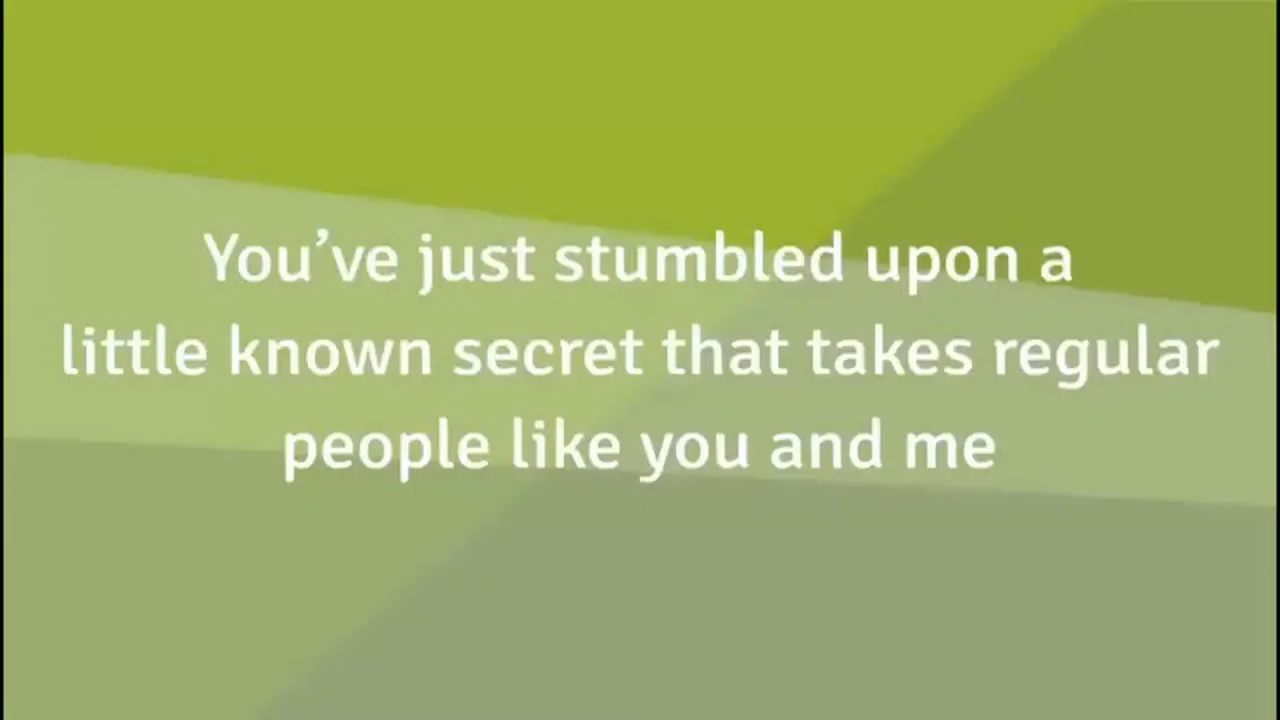 You’ve just stumbled upon a
little known secret that takes regular
people like you and me